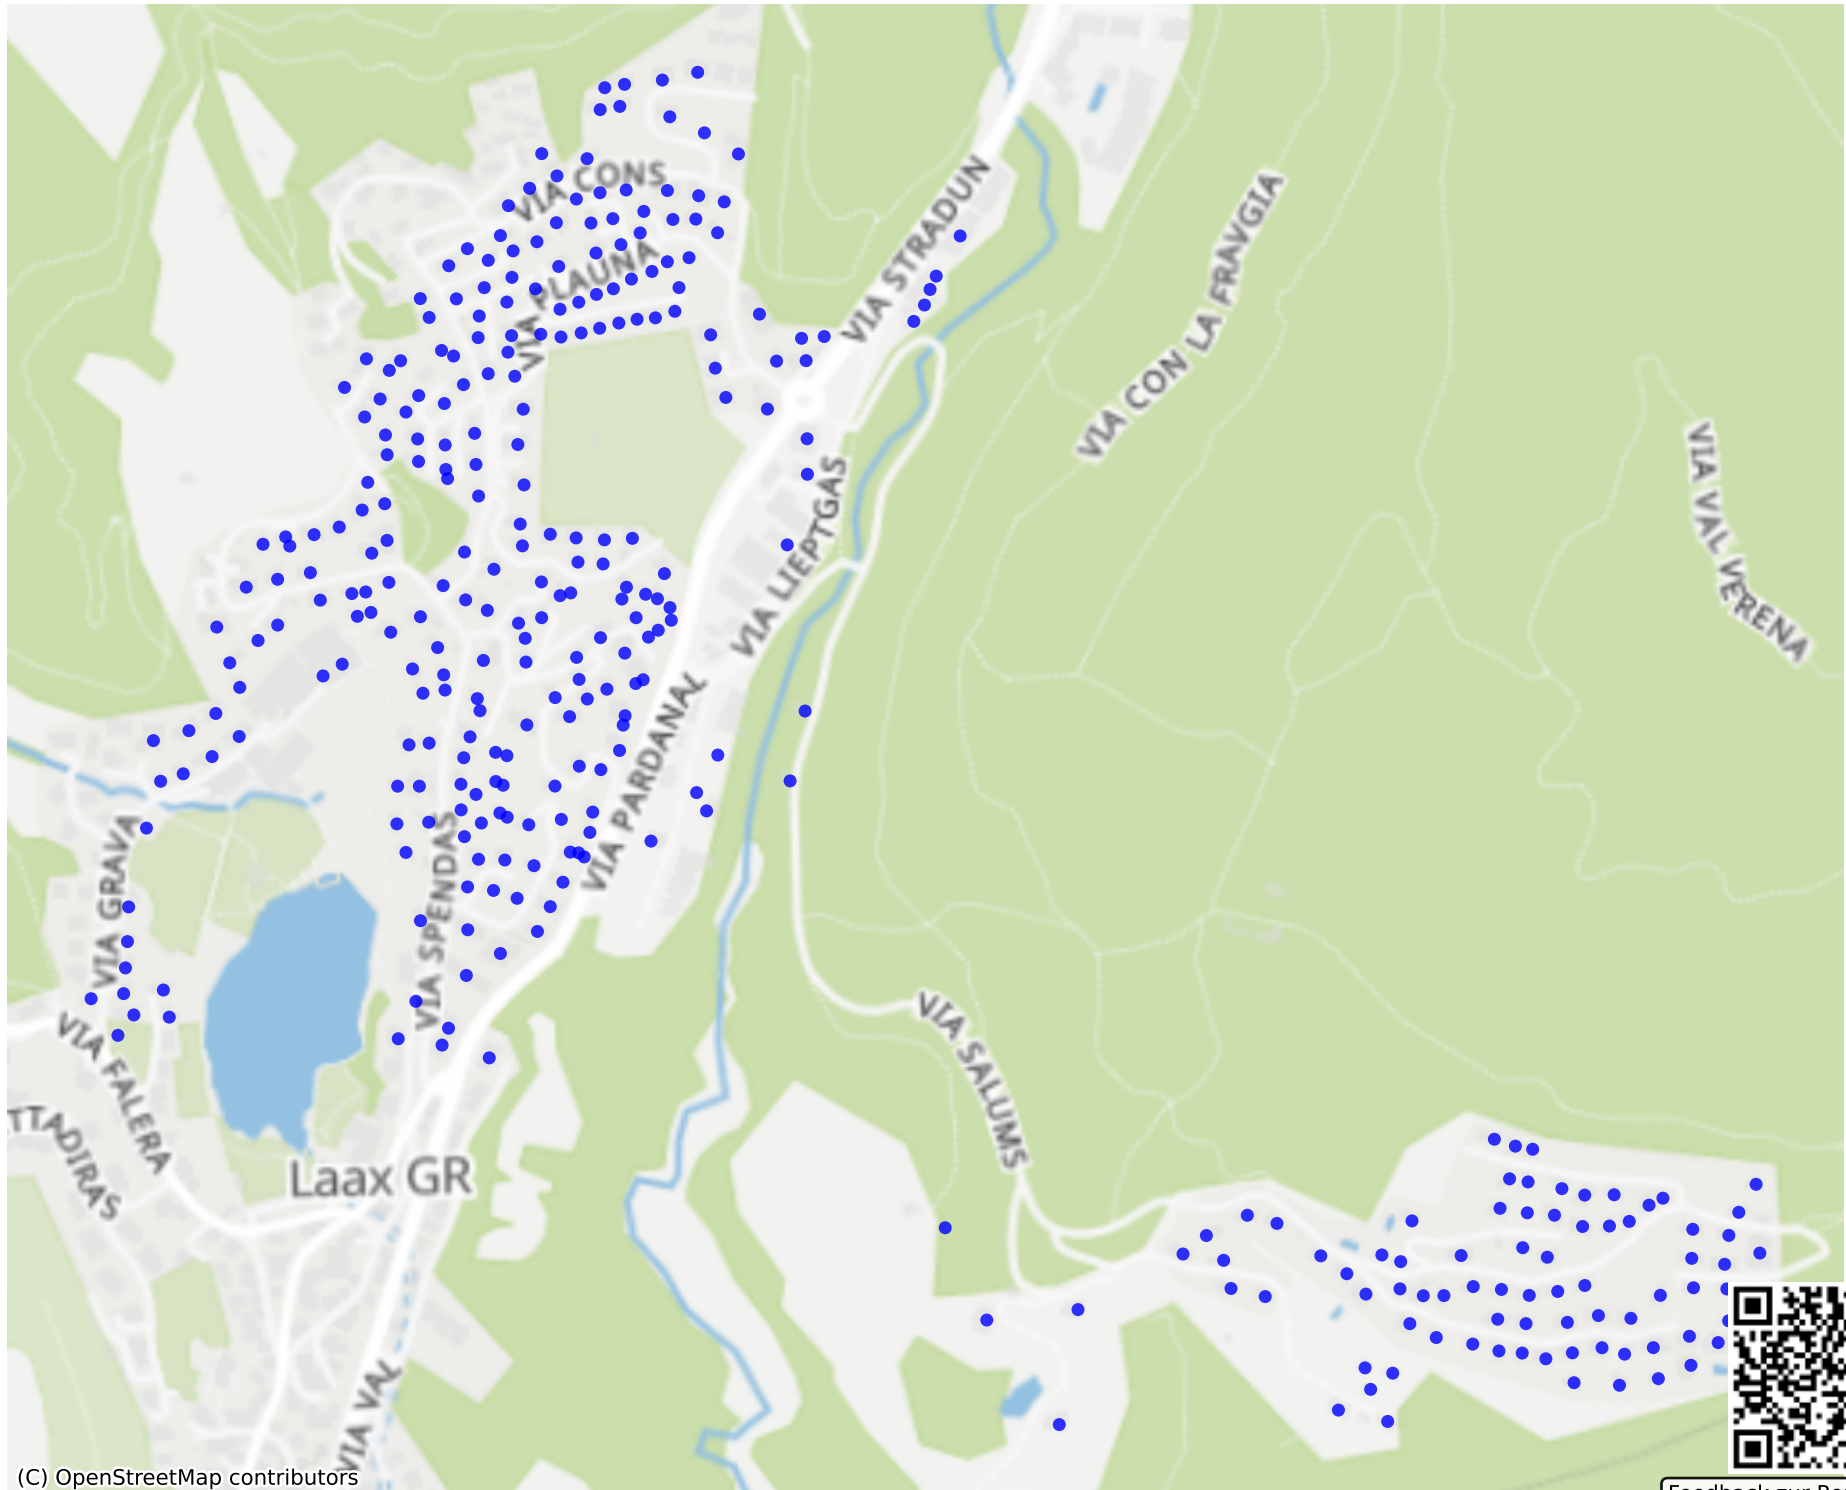 VIA CONS
VIA STRADUN
VIA PLAUNA
VIA CON LA FRAVGIA
VIA VAL VERENA
VIA LIEPTGAS
VIA PARDANAL
VIA GRAVA
VIA SPENDAS
VIA FALERA
VIA SALUMS
TTADIRAS
Laax GR
VIA VAL
(C) OpenStreetMap contributors